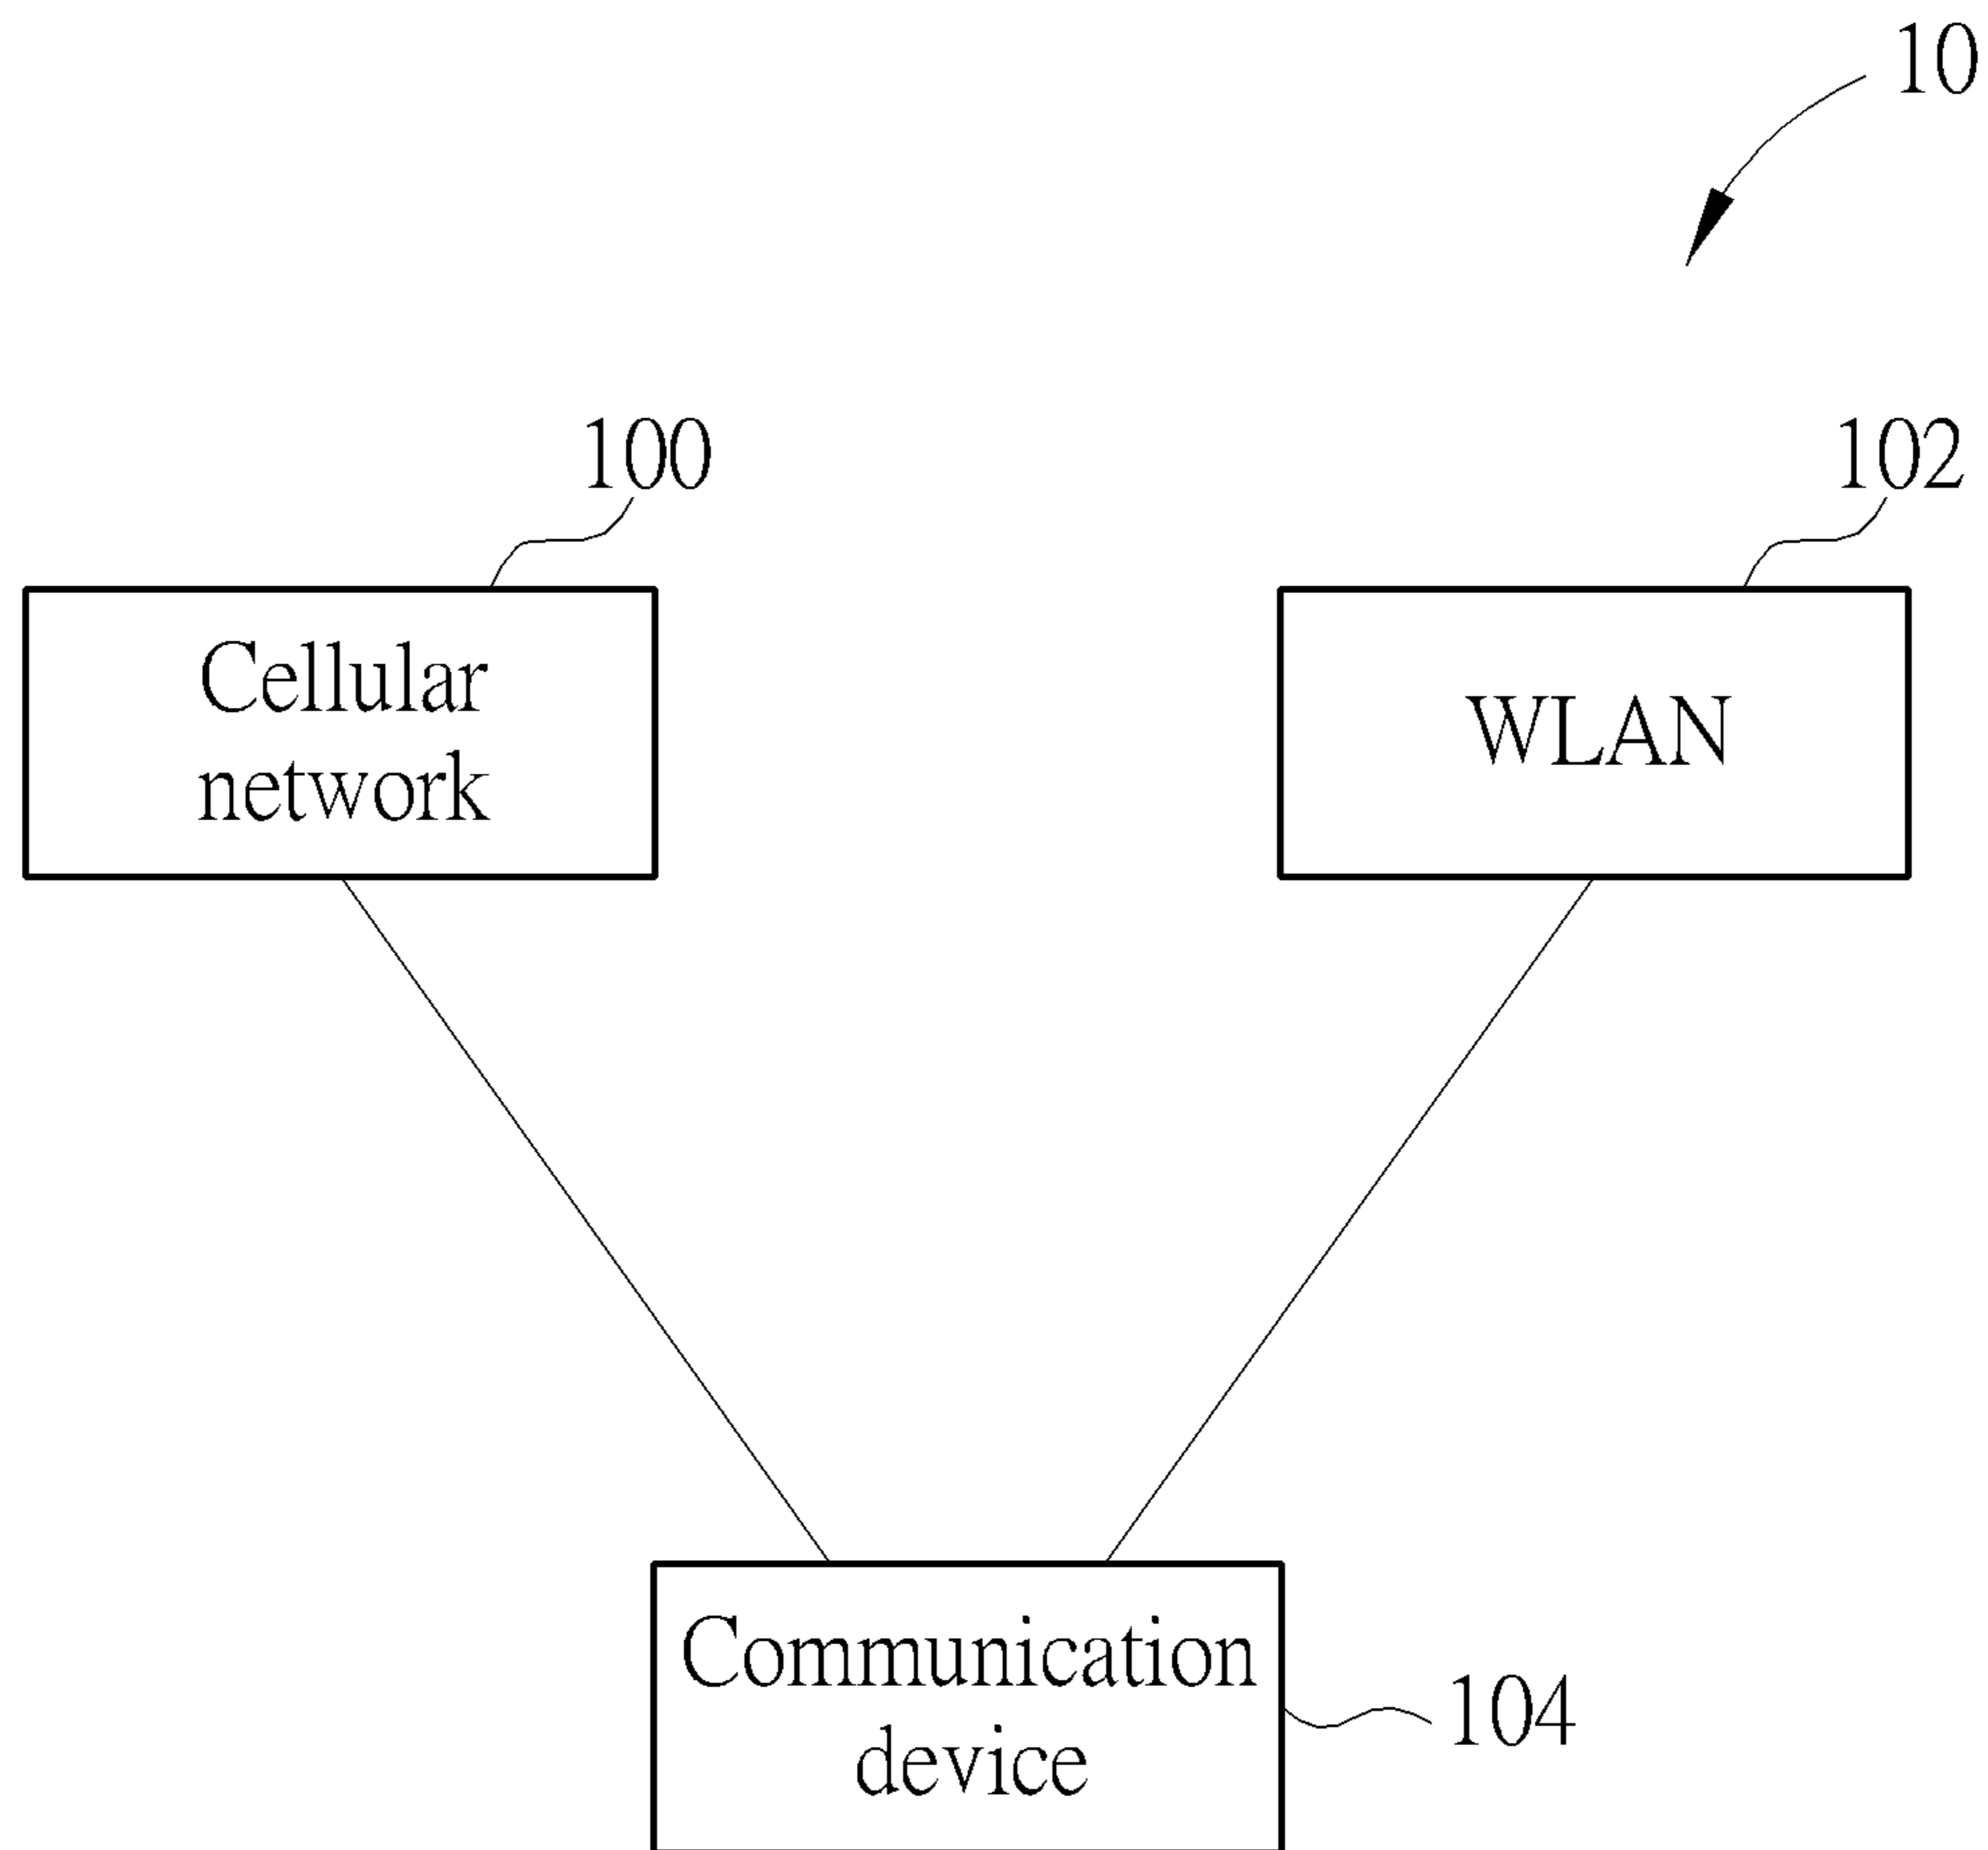 10
100
102
Cellular
network
WLAN
Communication
device
104